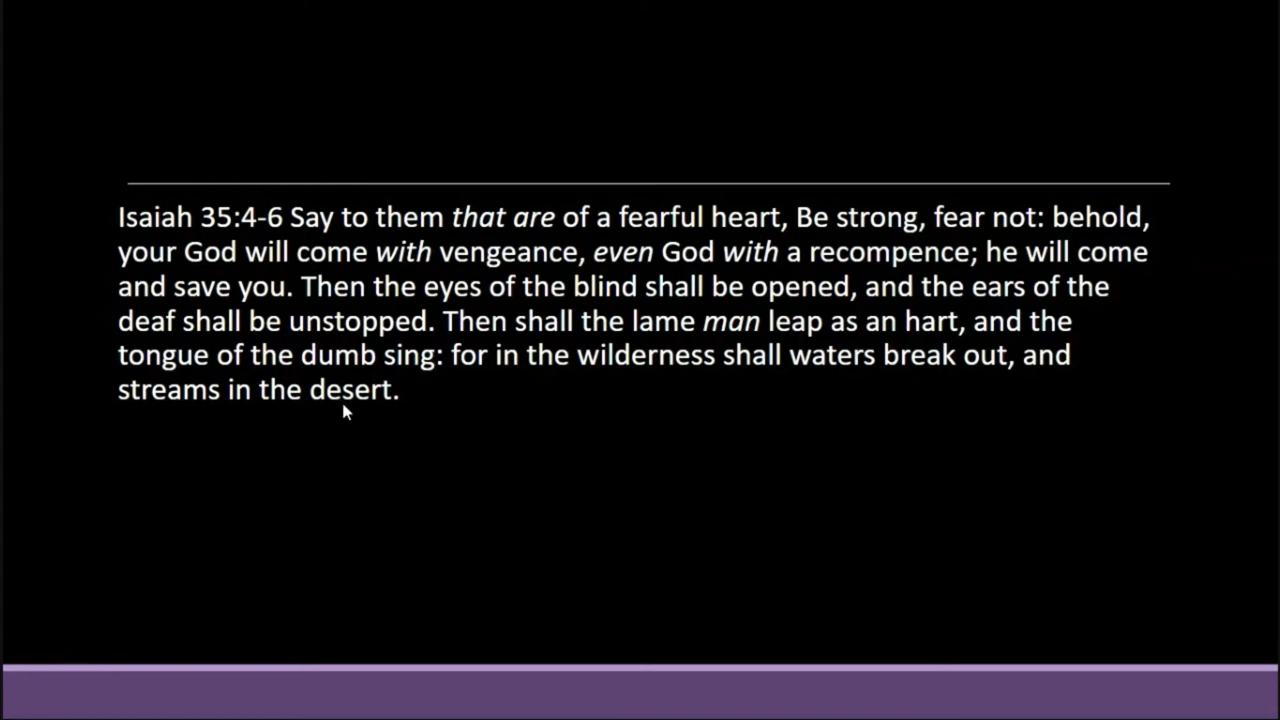 Isaiah 35:4-6 Say to them that are of a fearful heart, Be strong, fear not: behold,
your God will come with vengeance, even God with a recompence; he will come
and save you. Then the eyes of the blind shall be opened, and the ears of the
deaf shall be unstopped. Then shall the lame man leap as an hart, and the
tongue of the dumb sing: for in the wilderness shall waters break out, and
streams in the desert.